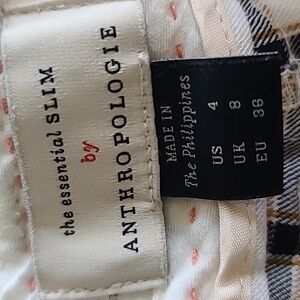 the essential SLIM
by
ANTHROPOLOGIE
MADE IN
The Philippines
US 4
UK 8
EU 36